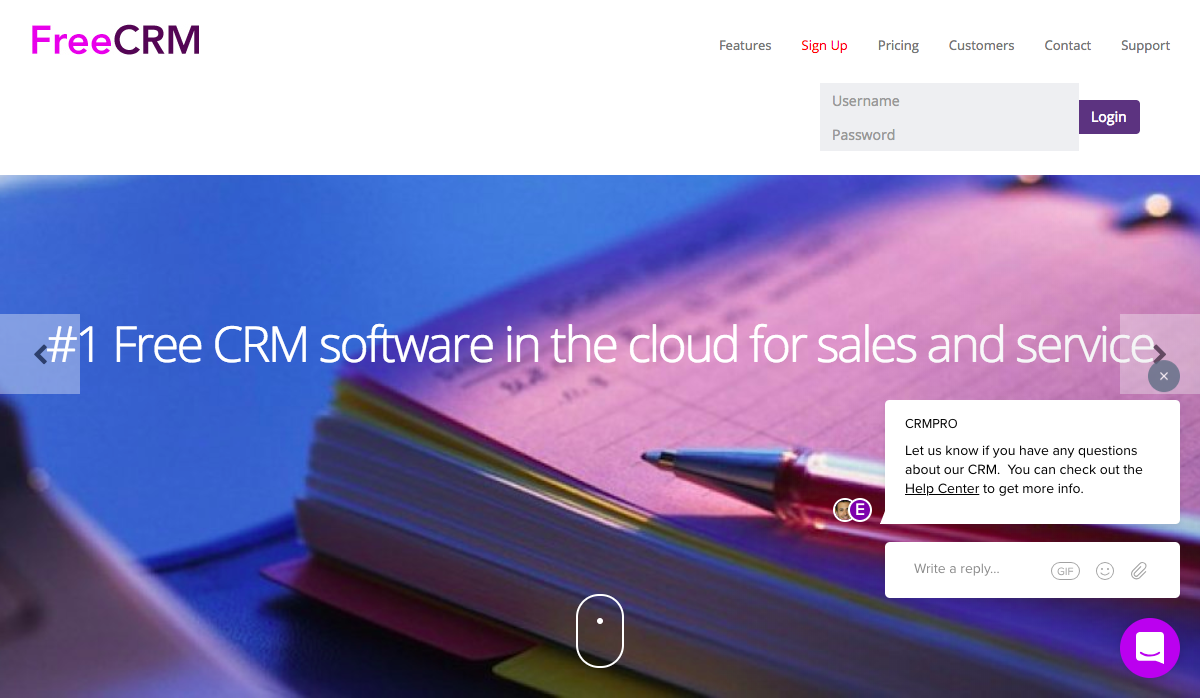 FreeCRM
Features
Sign Up
Pricing
Customers
Contact
Support
Username
Login
Password
#1 Free CRM software in the cloud for sales and service
CRMPRO
Let us know if you have any questions
about our CRM.  You can check out the
Help Center to get more info.
E
Write a reply...
GIF